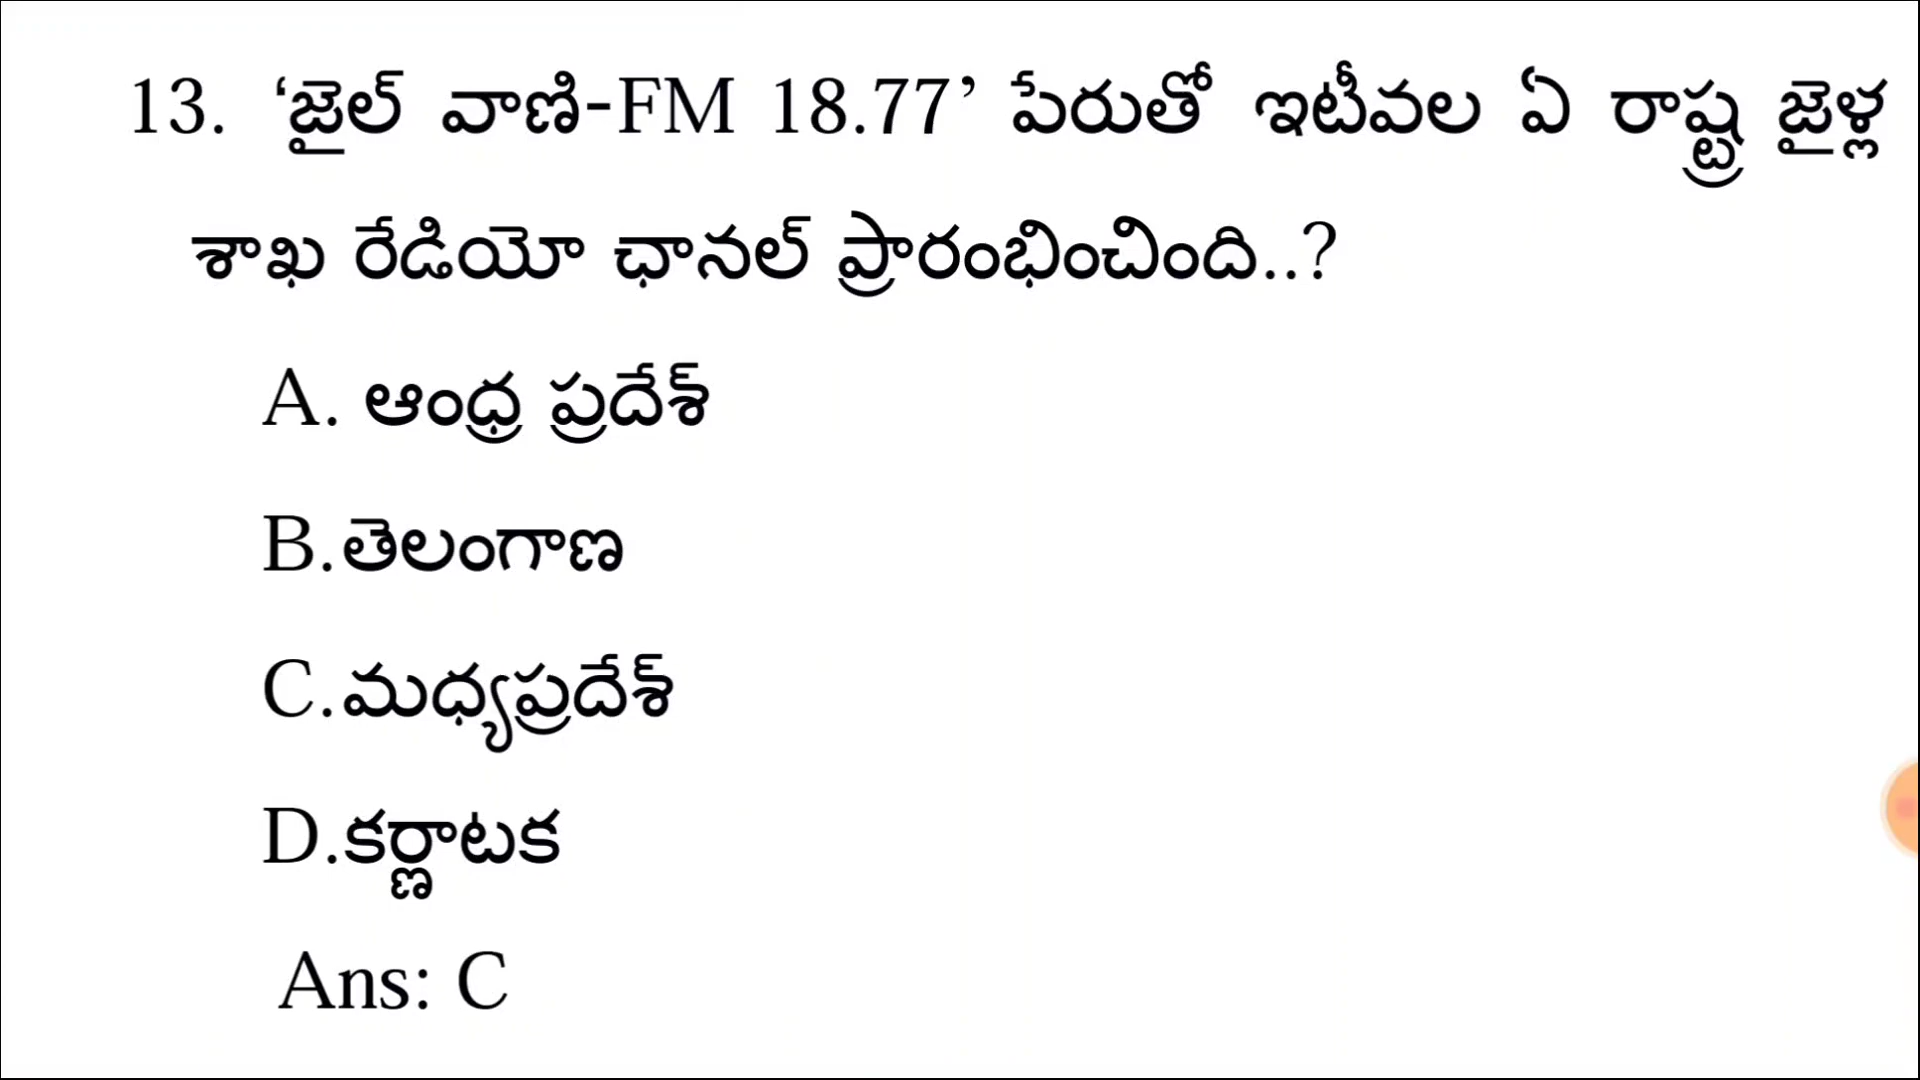 13. ‘జైల్ వాణి-FM 18.77’ పేరుతో ఇటీవల ఏ రాష్ట్ర జైళ్ల
శాఖ రేడియో ఛానల్ ప్రారంభించింది..?
A. ఆంధ్ర ప్రదేశ్
B.తెలంగాణ
C.మధ్యప్రదేశ్
D.కర్ణాటక
Ans: C